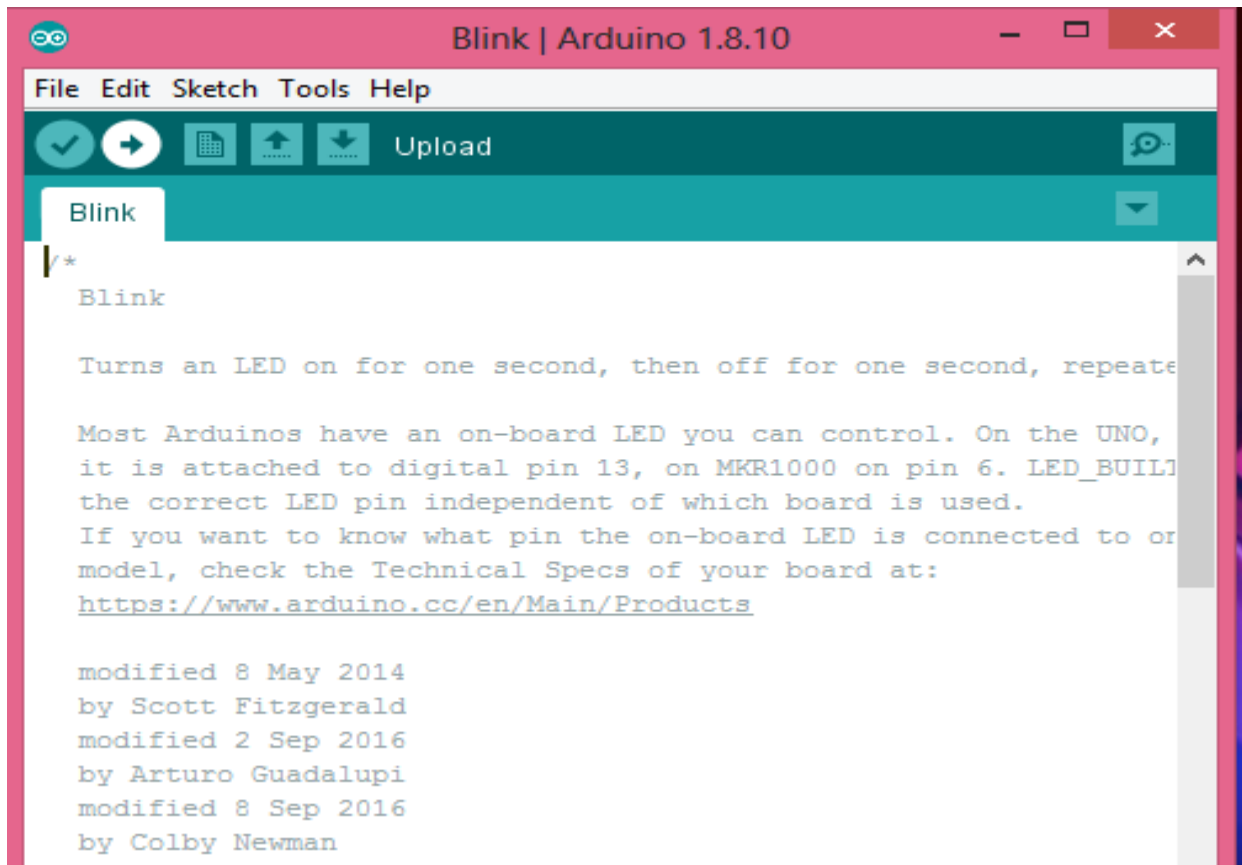 Blink | Arduino 1.8.10
File Edit Sketch Tools Help
Upload
Blink
/*
Blink
Turns an LED on for one second, then off for one second, repeate
Most Arduinos have an on-board LED you can control. On the UNO,
it is attached to digital pin 13, on MKR1000 on pin 6. LED_BUILT
the correct LED pin independent of which board is used.
If you want to know what pin the on-board LED is connected to or
model, check the Technical Specs of your board at:
https://www.arduino.cc/en/Main/Products
modified 8 May 2014
by Scott Fitzgerald
modified 2 Sep 2016
by Arturo Guadalupi
modified 8 Sep 2016
by Colby Newman